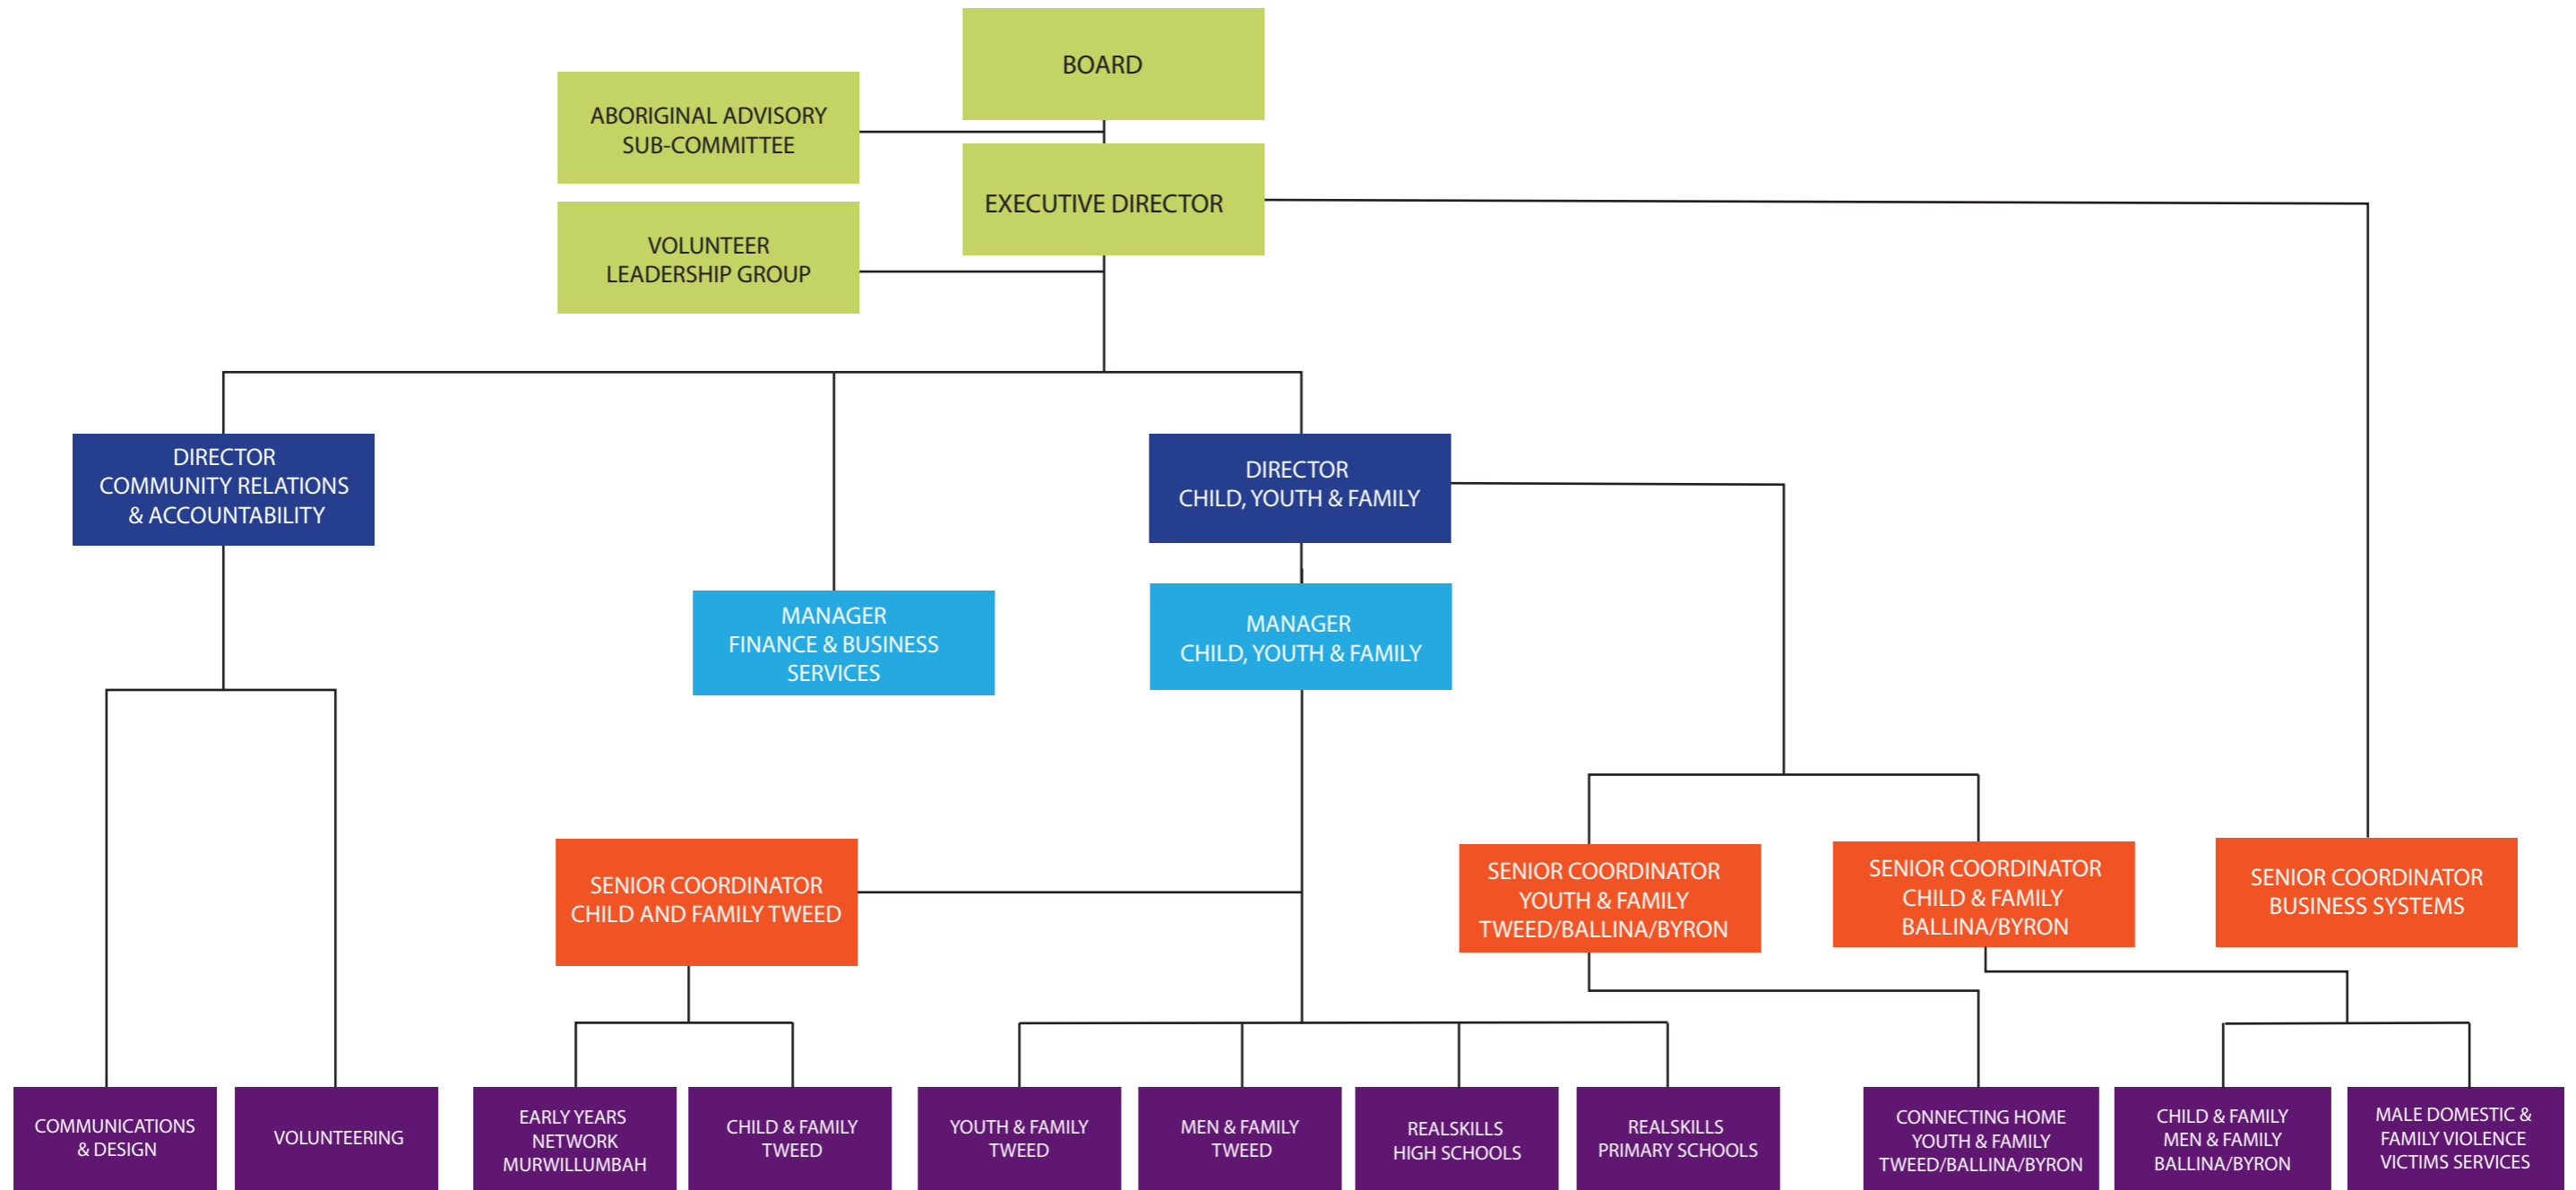 BOARD
ABORIGINAL ADVISORY
SUB-COMMITTEE
EXECUTIVE DIRECTOR
VOLUNTEER
LEADERSHIP GROUP
DIRECTOR
COMMUNITY RELATIONS
& ACCOUNTABILITY
DIRECTOR
CHILD, YOUTH & FAMILY
MANAGER
FINANCE & BUSINESS
SERVICES
MANAGER
CHILD, YOUTH & FAMILY
SENIOR COORDINATOR
CHILD AND FAMILY TWEED
SENIOR COORDINATOR
YOUTH & FAMILY
TWEED/BALLINA/BYRON
SENIOR COORDINATOR
CHILD & FAMILY
BALLINA/BYRON
SENIOR COORDINATOR
BUSINESS SYSTEMS
COMMUNICATIONS
& DESIGN
VOLUNTEERING
EARLY YEARS
NETWORK
MURWILLUMBAH
CHILD & FAMILY
TWEED
YOUTH & FAMILY
TWEED
MEN & FAMILY
TWEED
REALSKILLS
HIGH SCHOOLS
REALSKILLS
PRIMARY SCHOOLS
CONNECTING HOME
YOUTH & FAMILY
TWEED/BALLINA/BYRON
CHILD & FAMILY
MEN & FAMILY
BALLINA/BYRON
MALE DOMESTIC &
FAMILY VIOLENCE
VICTIMS SERVICES